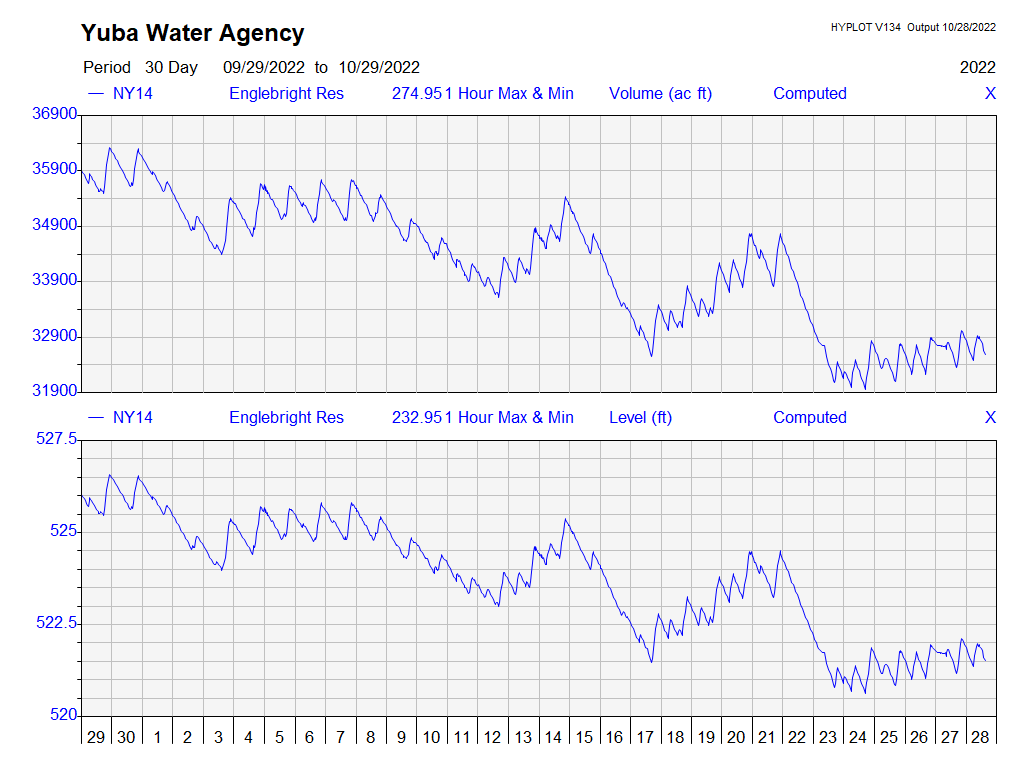 Yuba Water Agency
HYPLOT V134 Output 10/28/2022
Period 30 Day 09/29/2022 to 10/29/2022 2022
NY14 Englebright Res 274.951 Hour Max & Min Volume (ac ft) Computed X
36900
35900
34900
33900
32900
31900
NY14 Englebright Res 232.951 Hour Max & Min Level (ft) Computed X
527.5
525
522.5
520
29 30 1 2 3 4 5 6 7 8 9 10 11 12 13 14 15 16 17 18 19 20 21 22 23 24 25 26 27 28